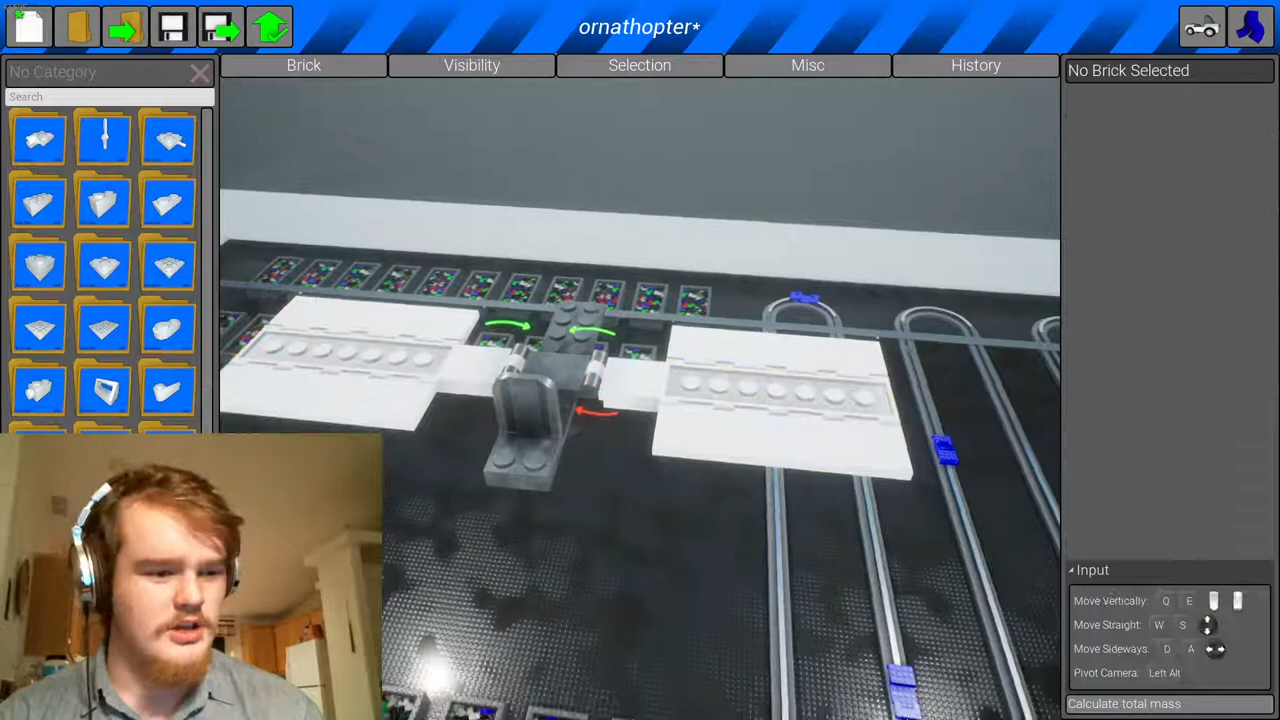 ornathopter*
No Category
Search
Brick
Visibility
Selection
Misc
History
No Brick Selected
Input
Move Vertically: Q E
Move Straight: W S
Move Sideways: D A
Pivot Camera: Left Alt
Calculate total mass